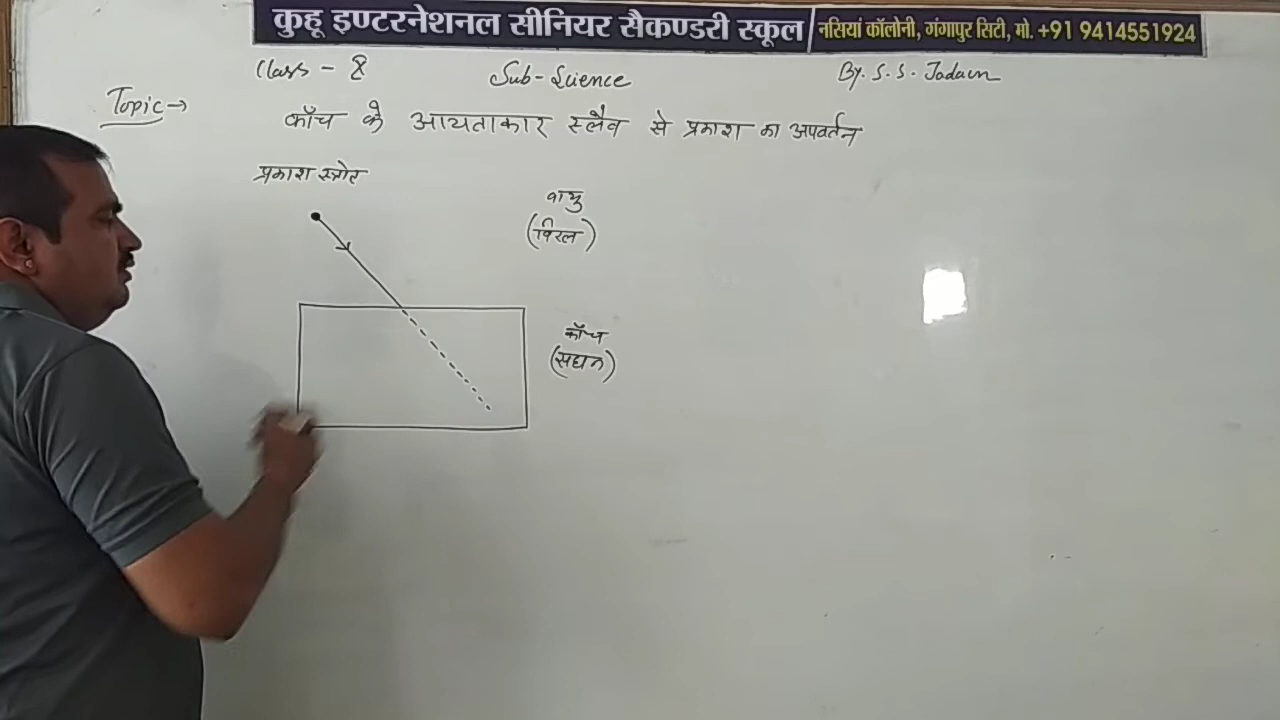 कुहू इण्टरनेशनल सीनियर सैकण्डरी स्कूल नसियां कॉलोनी, गंगापुर सिटी, मो. +91 9414551924
Class - 8 Sub-Science By. S. S. Jadaun
Topic→ काँच के आयताकार स्लैब से प्रकाश का अपवर्तन
प्रकाश स्त्रोत
वायु
(विरल)
काँच
(सघन)